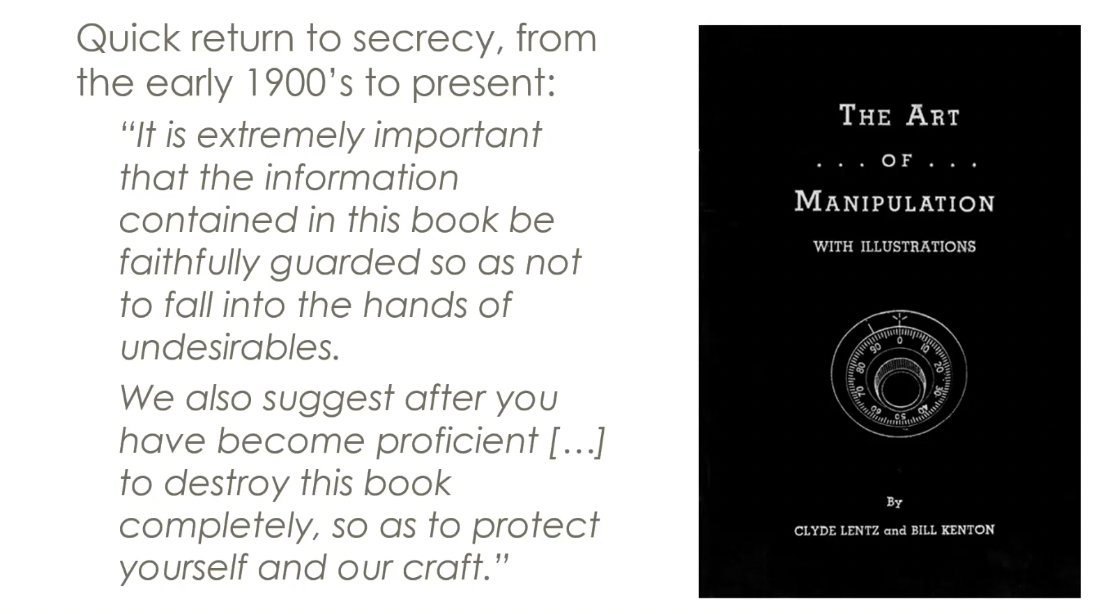 Quick return to secrecy, from
the early 1900's to present:
“It is extremely important
that the information
contained in this book be
faithfully guarded so as not
to fall into the hands of
undesirables.
We also suggest after you
have become proficient […]
to destroy this book
completely, so as to protect
yourself and our craft.”
THE ART
. . . OF . . .
MANIPULATION
WITH ILLUSTRATIONS
0
10
20
30
40
50
60
70
80
90
By
CLYDE LENTZ and BILL KENTON